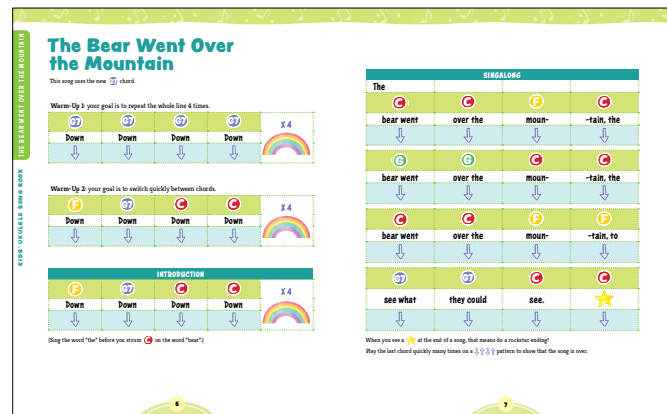 THE BEAR WENT OVER THE MOUNTAIN
KIDS' UKULELE SONG BOOK
The Bear Went Over
the Mountain
This song uses the new G7 chord.
Warm-Up 1: your goal is to repeat the whole line 4 times.
G7 G7 G7 G7 X 4
Down Down Down Down
Warm-Up 2: your goal is to switch quickly between chords.
F G7 C C X 4
Down Down Down Down
INTRODUCTION
F G7 C C X 4
Down Down Down Down
(Sing the word "the" before you strum C on the word "bear".)
6
SINGALONG
The
C C F C
bear went over the moun- -tain, the
G G C C
bear went over the moun- -tain, the
C C F F
bear went over the moun- -tain, to
G7 G7 C C
see what they could see.
When you see a ⭐ at the end of a song, that means do a rockstar ending!
Play the last chord quickly many times on a ⇩⇧⇩⇧ pattern to show that the song is over.
7